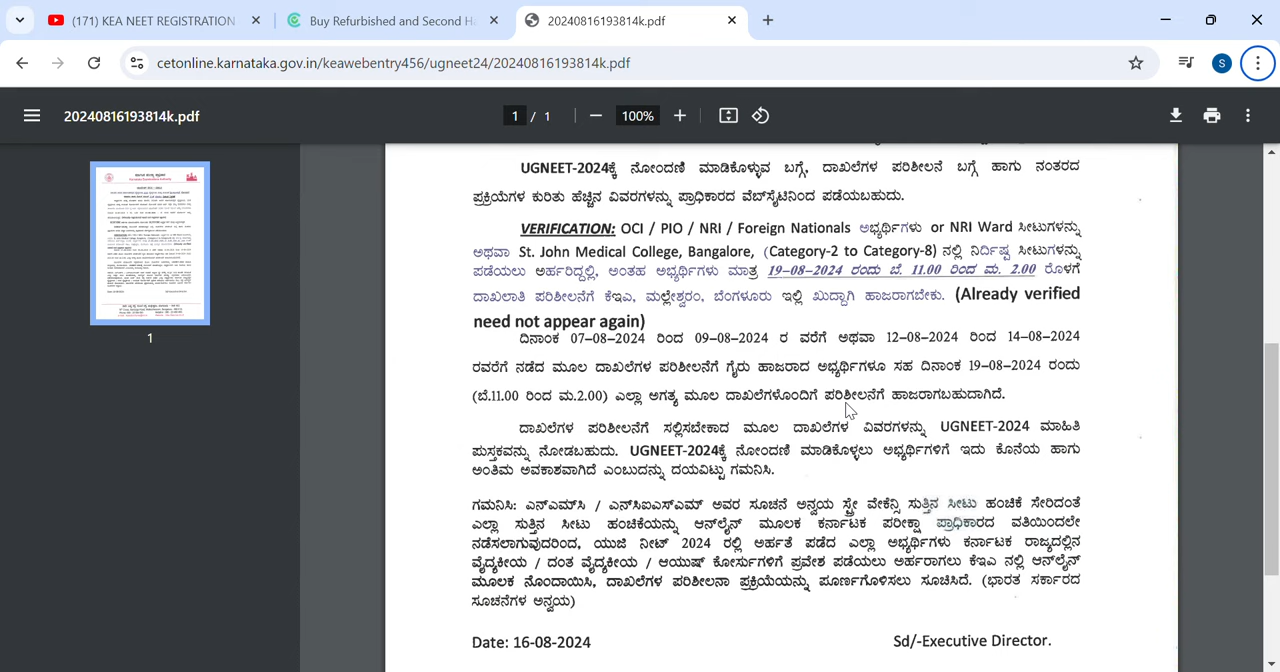 (171) KEA NEET REGISTRATION
Buy Refurbished and Second H
20240816193814k.pdf
cetonline.karnataka.gov.in/keawebentry456/ugneet24/20240816193814k.pdf
S
20240816193814k.pdf
1 / 1
100%
UGNEET-2024ಕ್ಕೆ ನೋಂದಣಿ ಮಾಡಿಕೊಳ್ಳುವ ಬಗ್ಗೆ, ದಾಖಲೆಗಳ ಪರಿಶೀಲನೆ ಬಗ್ಗೆ ಹಾಗು ನಂತರದ
ಪ್ರಕ್ರಿಯೆಗಳ ಕುರಿತು ಹೆಚ್ಚಿನ ವಿವರಗಳನ್ನು ಪ್ರಾಧಿಕಾರದ ವೆಬ್‌ಸೈಟಿನಿಂದ ಪಡೆಯಬಹುದು.
VERIFICATION: OCI / PIO / NRI / Foreign Nationals ಅಭ್ಯರ್ಥಿಗಳು or NRI Ward ಸೀಟುಗಳನ್ನು
ಅಥವಾ St. John Medical College, Bangalore, (Category-2 to Category-8) ನಲ್ಲಿ ನಿರ್ದಿಷ್ಟ ಸೀಟುಗಳನ್ನು
ಪಡೆಯಲು ಅರ್ಹರಿದ್ದಲ್ಲಿ, ಅಂತಹ ಅಭ್ಯರ್ಥಿಗಳು ಮಾತ್ರ 19-08-2024 ರಂದು ಬೆ. 11.00 ರಿಂದ ಮ. 2.00 ರೊಳಗೆ
ದಾಖಲಾತಿ ಪರಿಶೀಲನೆಗೆ ಕೆಇಎ, ಮಲ್ಲೇಶ್ವರಂ, ಬೆಂಗಳೂರು ಇಲ್ಲಿ ಖುದ್ದಾಗಿ ಹಾಜರಾಗಬೇಕು. (Already verified
need not appear again)
ದಿನಾಂಕ 07-08-2024 ರಿಂದ 09-08-2024 ರ ವರೆಗೆ ಅಥವಾ 12-08-2024 ರಿಂದ 14-08-2024
ರವರೆಗೆ ನಡೆದ ಮೂಲ ದಾಖಲೆಗಳ ಪರಿಶೀಲನೆಗೆ ಗೈರು ಹಾಜರಾದ ಅಭ್ಯರ್ಥಿಗಳೂ ಸಹ ದಿನಾಂಕ 19-08-2024 ರಂದು
(ಬೆ.11.00 ರಿಂದ ಮ.2.00) ಎಲ್ಲಾ ಅಗತ್ಯ ಮೂಲ ದಾಖಲೆಗಳೊಂದಿಗೆ ಪರಿಶೀಲನೆಗೆ ಹಾಜರಾಗಬಹುದಾಗಿದೆ.
ದಾಖಲೆಗಳ ಪರಿಶೀಲನೆಗೆ ಸಲ್ಲಿಸಬೇಕಾದ ಮೂಲ ದಾಖಲೆಗಳ ವಿವರಗಳನ್ನು UGNEET-2024 ಮಾಹಿತಿ
ಪುಸ್ತಕವನ್ನು ನೋಡಬಹುದು. UGNEET-2024ಕ್ಕೆ ನೋಂದಣಿ ಮಾಡಿಕೊಳ್ಳಲು ಅಭ್ಯರ್ಥಿಗಳಿಗೆ ಇದು ಕೊನೆಯ ಹಾಗು
ಅಂತಿಮ ಅವಕಾಶವಾಗಿದೆ ಎಂಬುದನ್ನು ದಯವಿಟ್ಟು ಗಮನಿಸಿ.
ಗಮನಿಸಿ: ಎನ್ಎಮ್‌ಸಿ / ಎನ್‌ಸಿಐಎಸ್ಎಮ್ ಅವರ ಸೂಚನೆ ಅನ್ವಯ ಸ್ಟ್ರೇ ವೇಕೆನ್ಸಿ ಸುತ್ತಿನ ಸೀಟು ಹಂಚಿಕೆ ಸೇರಿದಂತೆ
ಎಲ್ಲಾ ಸುತ್ತಿನ ಸೀಟು ಹಂಚಿಕೆಯನ್ನು ಆನ್‌ಲೈನ್ ಮೂಲಕ ಕರ್ನಾಟಕ ಪರೀಕ್ಷಾ ಪ್ರಾಧಿಕಾರದ ವತಿಯಿಂದಲೇ
ನಡೆಸಲಾಗುವುದರಿಂದ, ಯುಜಿ ನೀಟ್ 2024 ರಲ್ಲಿ ಅರ್ಹತೆ ಪಡೆದ ಎಲ್ಲಾ ಅಭ್ಯರ್ಥಿಗಳು ಕರ್ನಾಟಕ ರಾಜ್ಯದಲ್ಲಿನ
ವೈದ್ಯಕೀಯ / ದಂತ ವೈದ್ಯಕೀಯ / ಆಯುಷ್ ಕೋರ್ಸುಗಳಿಗೆ ಪ್ರವೇಶ ಪಡೆಯಲು ಅರ್ಹರಾಗಲು ಕೆಇಎ ನಲ್ಲಿ ಆನ್‌ಲೈನ್
ಮೂಲಕ ನೊಂದಾಯಿಸಿ, ದಾಖಲೆಗಳ ಪರಿಶೀಲನಾ ಪ್ರಕ್ರಿಯೆಯನ್ನು ಪೂರ್ಣಗೊಳಿಸಲು ಸೂಚಿಸಿದೆ. (ಭಾರತ ಸರ್ಕಾರದ
ಸೂಚನೆಗಳ ಅನ್ವಯ)
Date: 16-08-2024 Sd/-Executive Director.
1